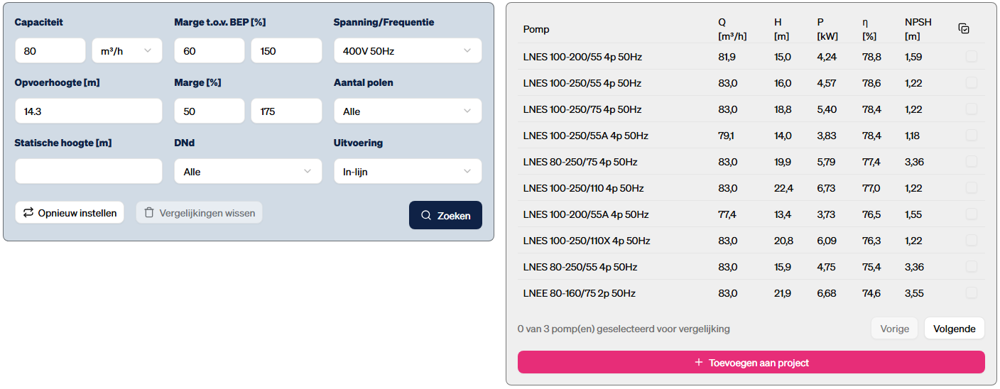 Capaciteit
Marge t.o.v. BEP [%]
Spanning/Frequentie
80
m³/h
60
150
400V 50Hz
Opvoerhoogte [m]
Marge [%]
Aantal polen
14.3
50
175
Alle
Statische hoogte [m]
DNd
Uitvoering
Alle
In-lijn
Opnieuw instellen
Vergelijkingen wissen
Zoeken
Pomp Q [m³/h] H [m] P [kW] η [%] NPSH [m]
LNES 100-200/55 4p 50Hz 81,9 15,0 4,24 78,8 1,59
LNES 100-250/55 4p 50Hz 83,0 16,0 4,57 78,6 1,22
LNES 100-250/75 4p 50Hz 83,0 18,8 5,40 78,4 1,22
LNES 100-250/55A 4p 50Hz 79,1 14,0 3,83 78,4 1,18
LNES 80-250/75 4p 50Hz 83,0 19,9 5,79 77,4 3,36
LNES 100-250/110 4p 50Hz 83,0 22,4 6,73 77,0 1,22
LNES 100-200/55A 4p 50Hz 77,4 13,4 3,73 76,5 1,55
LNES 100-250/110X 4p 50Hz 83,0 20,8 6,09 76,3 1,22
LNES 80-250/55 4p 50Hz 83,0 15,9 4,75 75,4 3,36
LNEE 80-160/75 2p 50Hz 83,0 21,9 6,68 74,6 3,55
0 van 3 pomp(en) geselecteerd voor vergelijking
Vorige
Volgende
+ Toevoegen aan project